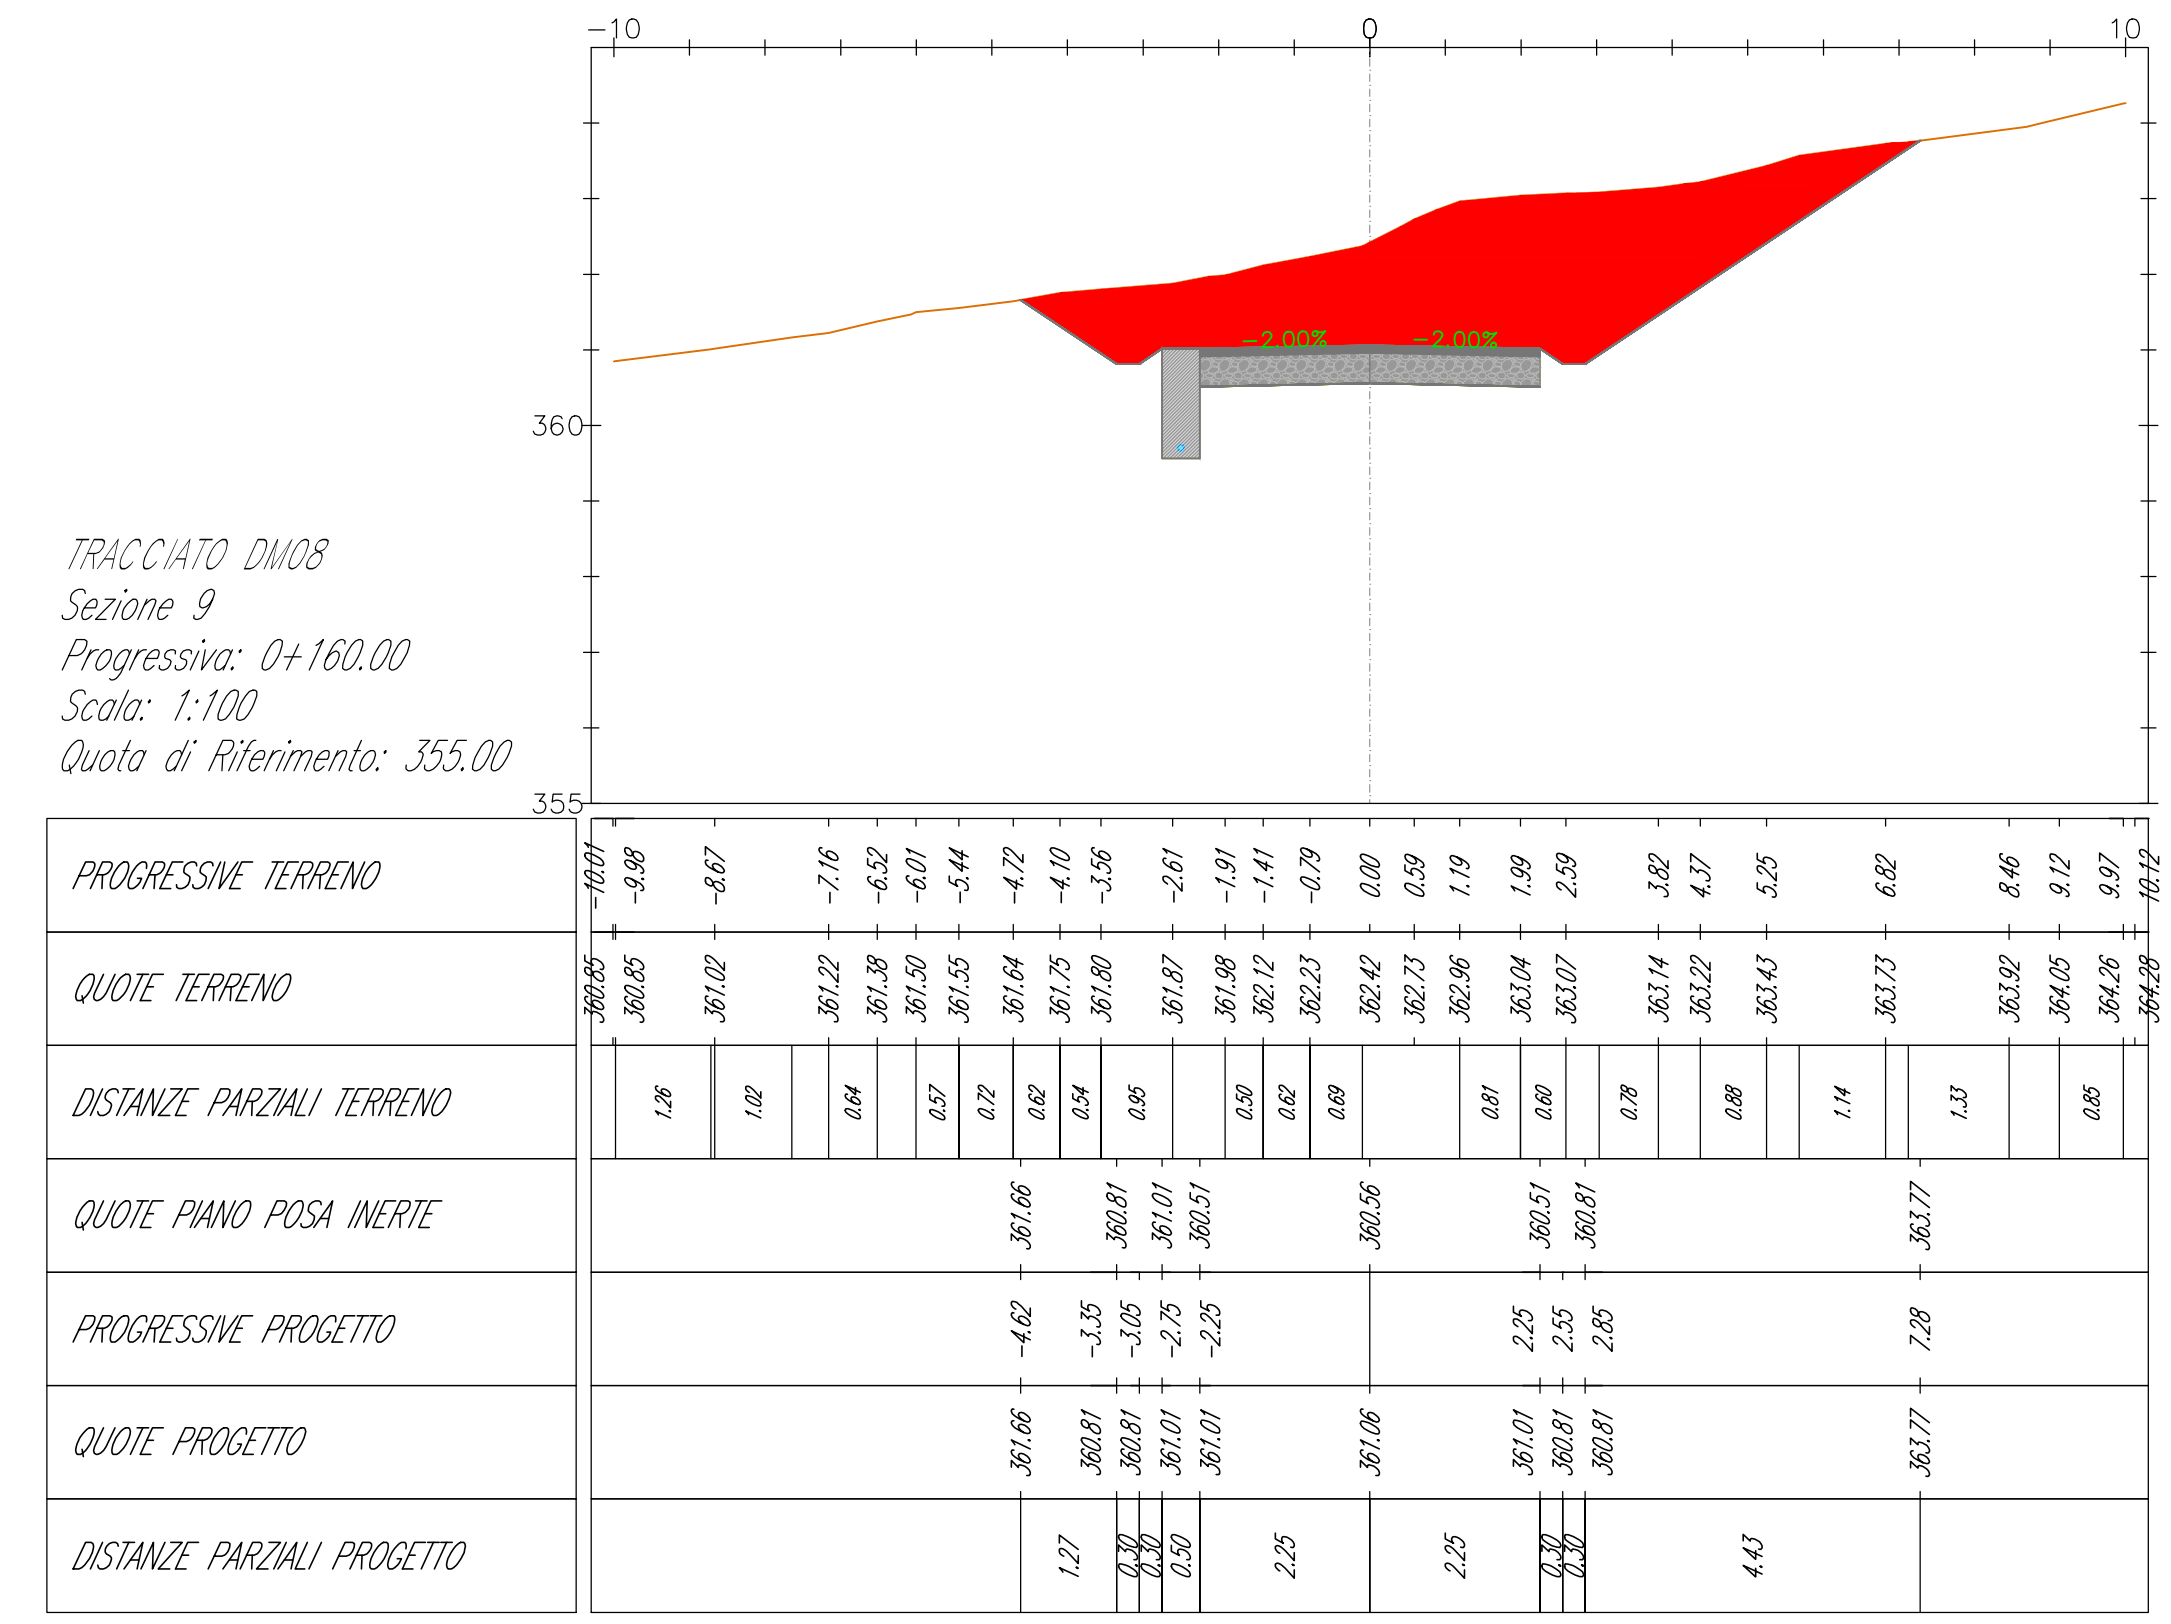 -10 0 10
-2.00% -2.00%
360
TRACCIATO DM08
Sezione 9
Progressiva: 0+160.00
Scala: 1:100
Quota di Riferimento: 355.00
355
PROGRESSIVE TERRENO -10.01 -9.98 -8.67 -7.16 -6.52 -6.01 -5.44 -4.72 -4.10 -3.56 -2.61 -1.91 -1.41 -0.79 0.00 0.59 1.19 1.99 2.59 3.82 4.37 5.25 6.82 8.46 9.12 9.97 10.12
QUOTE TERRENO 360.85 360.85 361.02 361.22 361.38 361.50 361.55 361.64 361.75 361.80 361.87 361.98 362.12 362.23 362.42 362.73 362.96 363.04 363.07 363.14 363.22 363.43 363.73 363.92 364.05 364.26 364.28
DISTANZE PARZIALI TERRENO 1.26 1.02 0.64 0.57 0.72 0.62 0.54 0.95 0.50 0.62 0.69 0.81 0.60 0.78 0.88 1.14 1.33 0.85
QUOTE PIANO POSA INERTE 361.66 360.81 361.01 360.51 360.56 360.51 360.81 363.77
PROGRESSIVE PROGETTO -4.62 -3.35 -3.05 -2.75 -2.25 2.25 2.55 2.85 7.28
QUOTE PROGETTO 361.66 360.81 360.81 361.01 361.01 361.06 361.01 360.81 360.81 363.77
DISTANZE PARZIALI PROGETTO 1.27 0.30 0.30 0.50 2.25 2.25 0.30 0.30 4.43